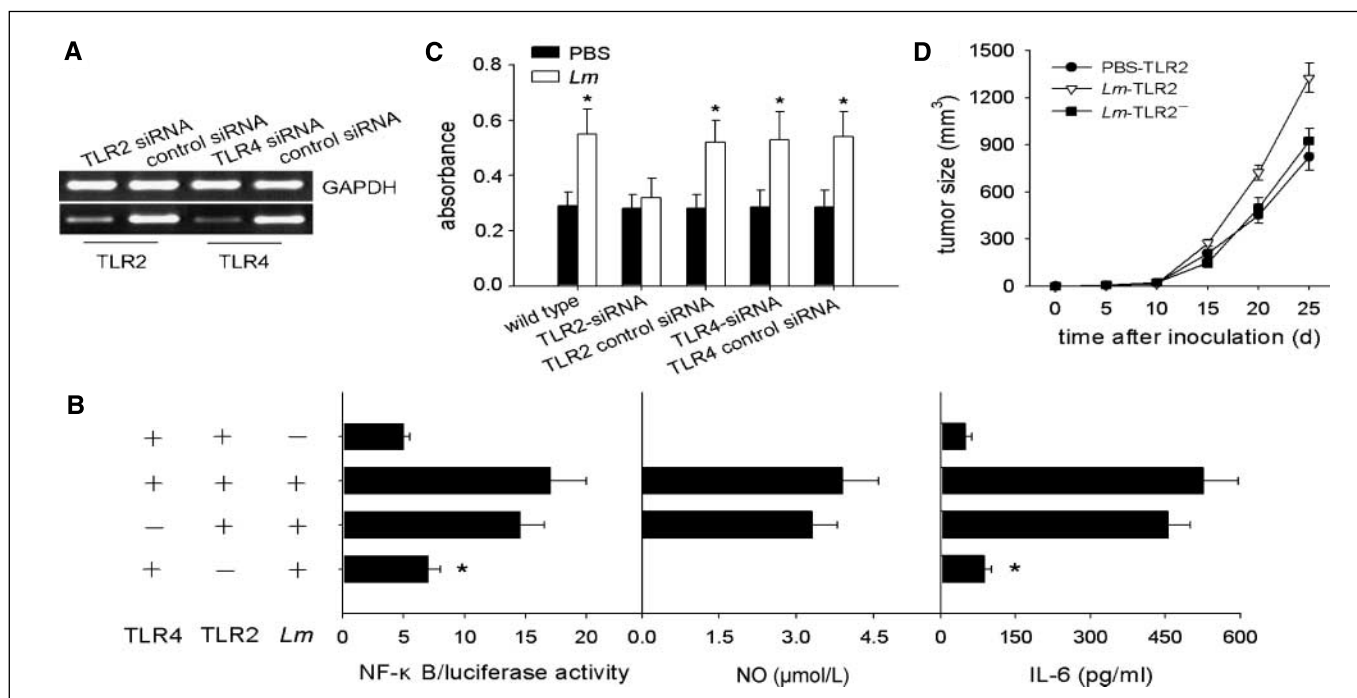 A
TLR2 siRNA
control siRNA
TLR4 siRNA
control siRNA
GAPDH
TLR2
TLR4
C
PBS
Lm
absorbance
0.8
0.6
0.4
0.2
0.0
*
*
*
*
wild type
TLR2-siRNA
TLR2 control siRNA
TLR4-siRNA
TLR4 control siRNA
D
PBS-TLR2
Lm-TLR2
Lm-TLR2⁻
tumor size (mm³)
1500
1200
900
600
300
0
0 5 10 15 20 25
time after inoculation (d)
B
+ + −
+ + +
− + +
+ − +
TLR4 TLR2 Lm
*
0 5 10 15 20
NF-κ B/luciferase activity
0.0 1.5 3.0 4.5
NO (μmol/L)
*
0 150 300 450 600
IL-6 (pg/ml)